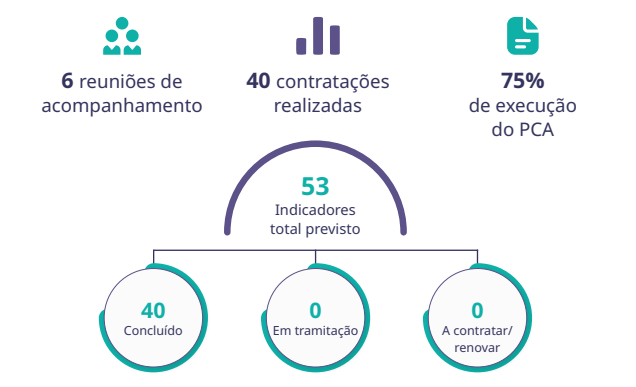 6 reuniões de
acompanhamento
40 contratações
realizadas
75%
de execução
do PCA
53
Indicadores
total previsto
40
Concluído
0
Em tramitação
0
A contratar/
renovar